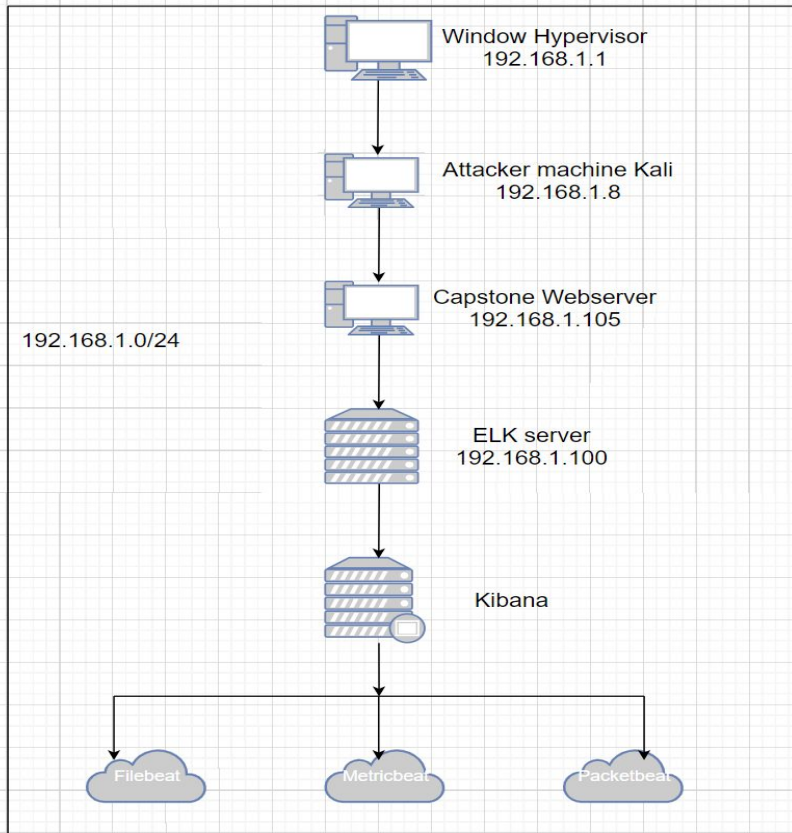 Window Hypervisor
192.168.1.1
Attacker machine Kali
192.168.1.8
Capstone Webserver
192.168.1.105
192.168.1.0/24
ELK server
192.168.1.100
Kibana
Filebeat
Metricbeat
Packetbeat